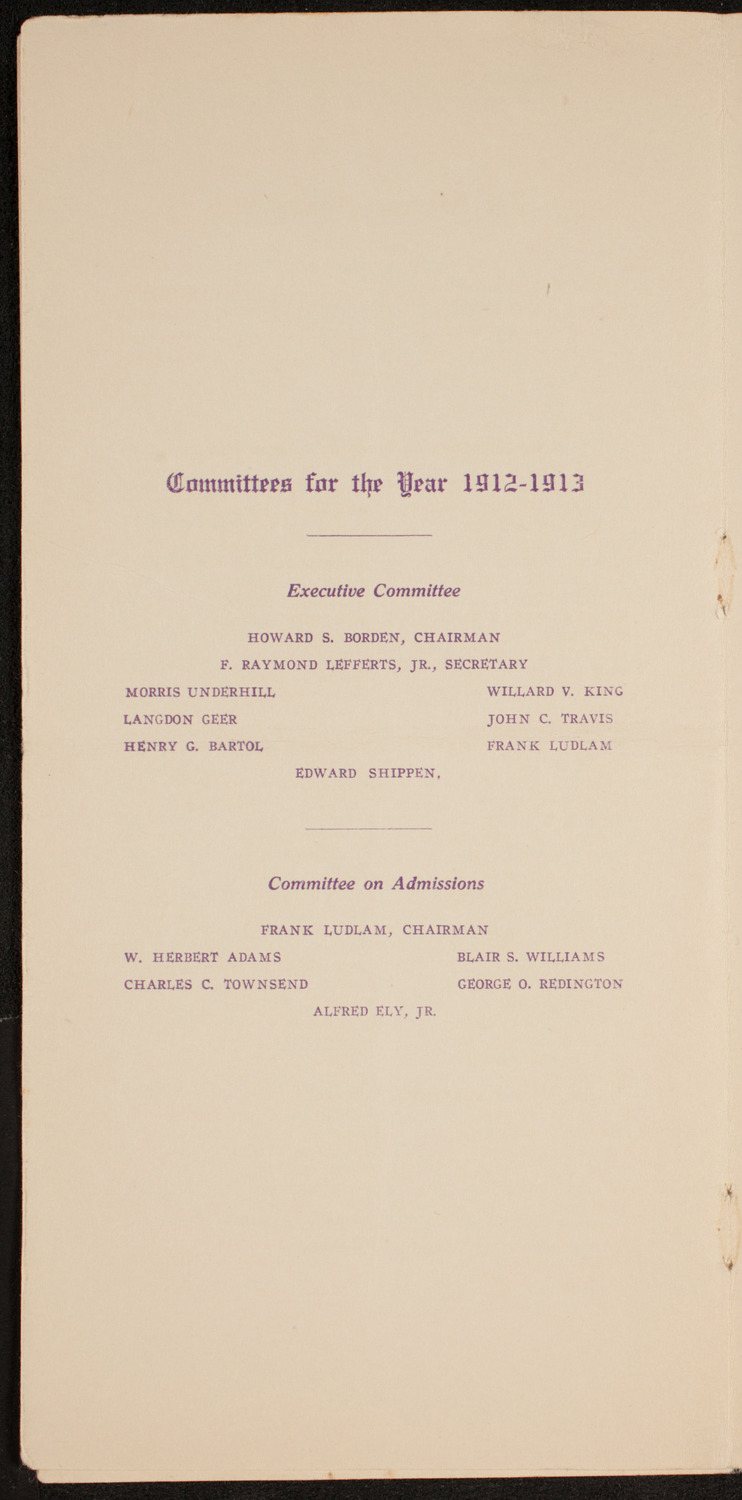 Committees for the Year 1912-1913
Executive Committee
HOWARD S. BORDEN, CHAIRMAN
F. RAYMOND LEFFERTS, JR., SECRETARY
MORRIS UNDERHILL WILLARD V. KING
LANGDON GEER JOHN C. TRAVIS
HENRY G. BARTOL FRANK LUDLAM
EDWARD SHIPPEN,
Committee on Admissions
FRANK LUDLAM, CHAIRMAN
W. HERBERT ADAMS BLAIR S. WILLIAMS
CHARLES C. TOWNSEND GEORGE O. REDINGTON
ALFRED ELY, JR.